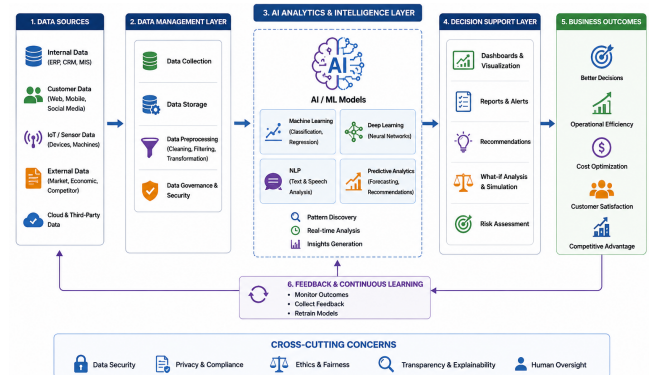 1. DATA SOURCES
Internal Data
(ERP, CRM, MIS)
Customer Data
(Web, Mobile,
Social Media)
IoT / Sensor Data
(Devices, Machines)
External Data
(Market, Economic,
Competitor)
Cloud & Third-Party
Data
2. DATA MANAGEMENT LAYER
Data Collection
Data Storage
Data Preprocessing
(Cleaning, Filtering,
Transformation)
Data Governance &
Security
3. AI ANALYTICS & INTELLIGENCE LAYER
AI
AI / ML Models
Machine Learning
(Classification,
Regression)
Deep Learning
(Neural Networks)
NLP
(Text & Speech
Analysis)
Predictive Analytics
(Forecasting,
Recommendations)
Pattern Discovery
Real-time Analysis
Insights Generation
4. DECISION SUPPORT LAYER
Dashboards &
Visualization
Reports & Alerts
Recommendations
What-if Analysis
& Simulation
Risk Assessment
5. BUSINESS OUTCOMES
Better Decisions
Operational Efficiency
$
Cost Optimization
Customer Satisfaction
Competitive Advantage
6. FEEDBACK & CONTINUOUS LEARNING
• Monitor Outcomes
• Collect Feedback
• Retrain Models
CROSS-CUTTING CONCERNS
Data Security
Privacy & Compliance
Ethics & Fairness
Transparency & Explainability
Human Oversight